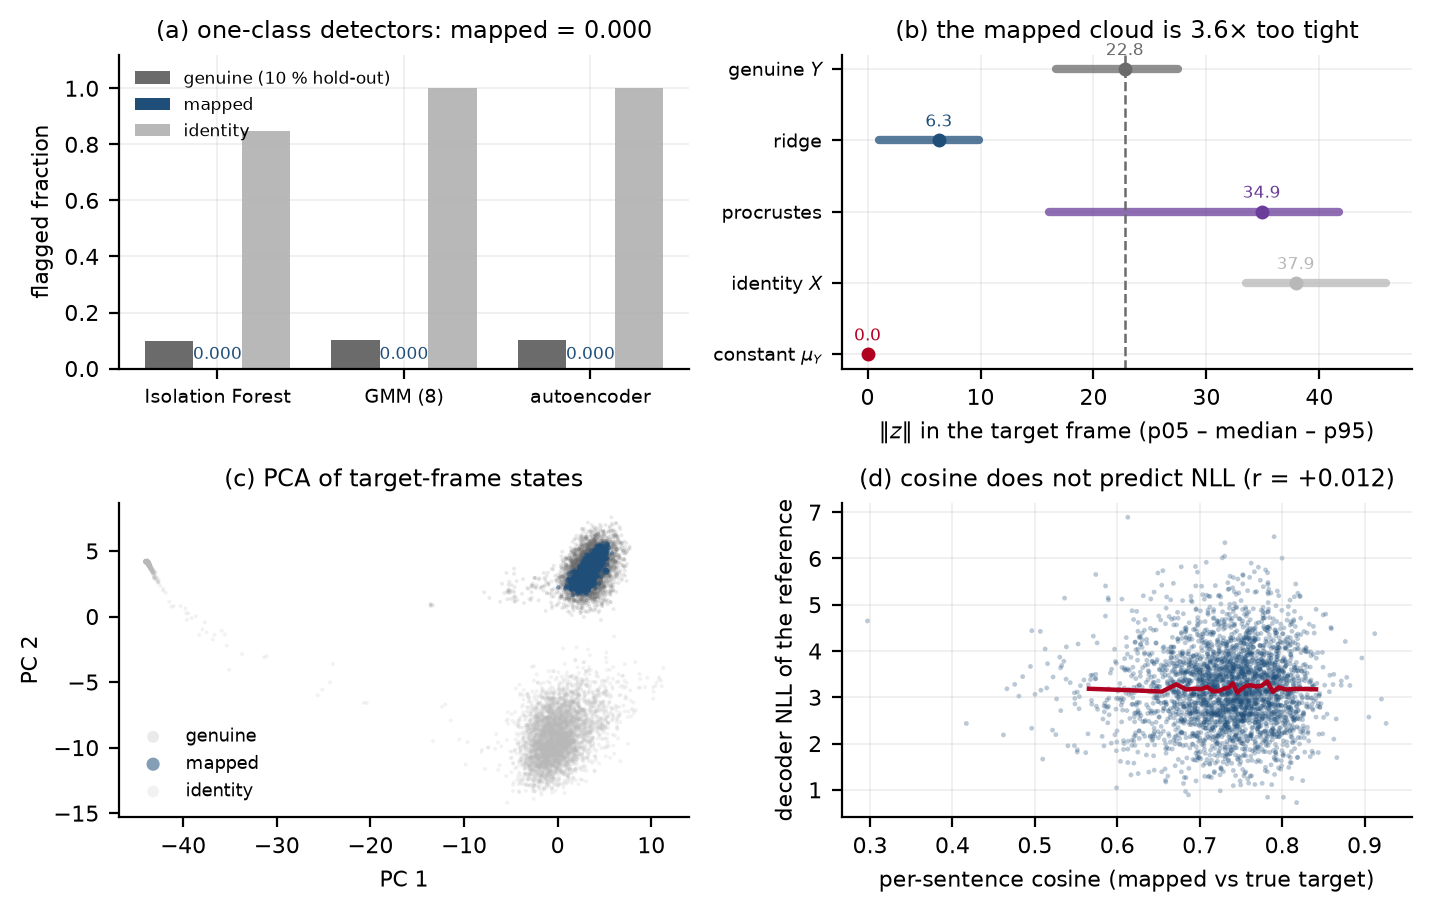 (a) one-class detectors: mapped = 0.000
flagged fraction
1.0
0.8
0.6
0.4
0.2
0.0
genuine (10 % hold-out)
mapped
identity
0.000
0.000
0.000
Isolation Forest
GMM (8)
autoencoder
(b) the mapped cloud is 3.6× too tight
genuine Y
ridge
procrustes
identity X
constant μ_Y
22.8
6.3
34.9
37.9
0.0
0
10
20
30
40
‖z‖ in the target frame (p05 – median – p95)
(c) PCA of target-frame states
PC 2
5
0
−5
−10
−15
genuine
mapped
identity
−40
−30
−20
−10
0
10
PC 1
(d) cosine does not predict NLL (r = +0.012)
decoder NLL of the reference
7
6
5
4
3
2
1
0.3
0.4
0.5
0.6
0.7
0.8
0.9
per-sentence cosine (mapped vs true target)